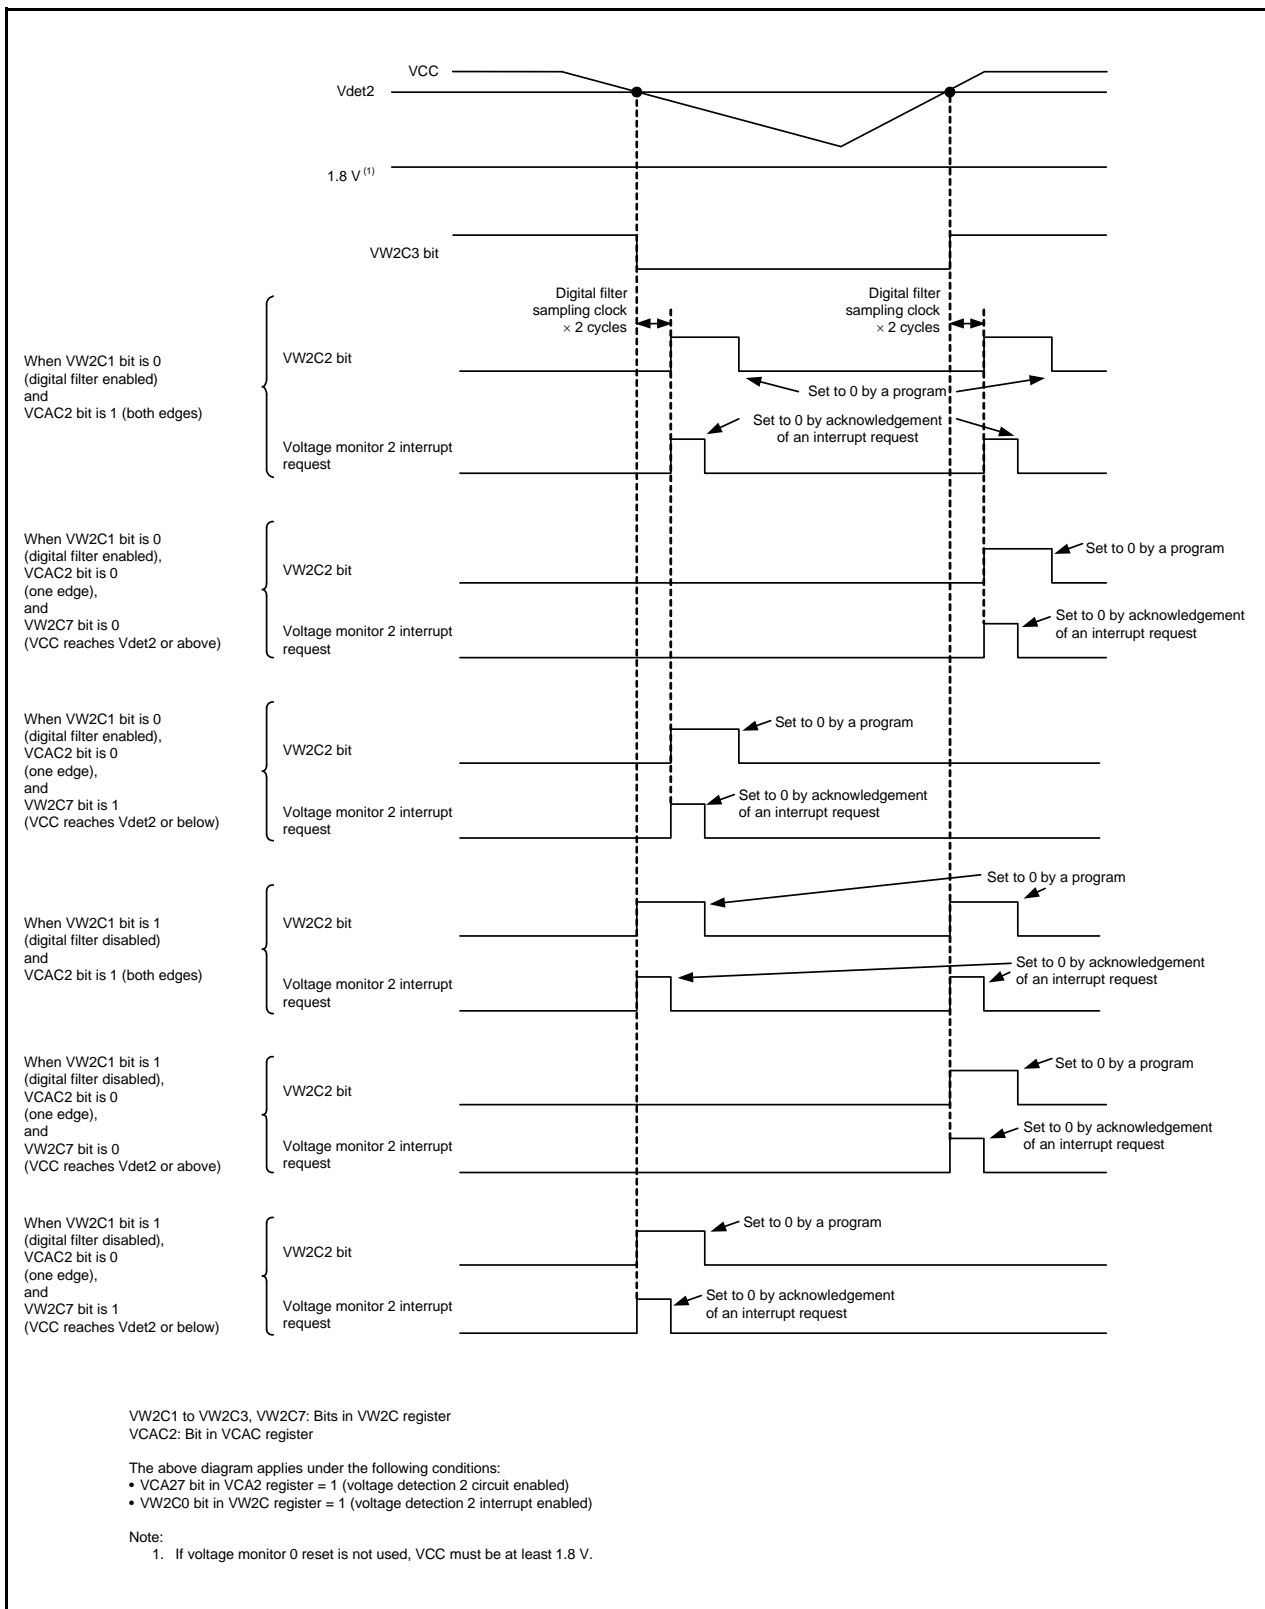 VCC
Vdet2
1.8 V (1)
VW2C3 bit
Digital filter
sampling clock
× 2 cycles
Digital filter
sampling clock
× 2 cycles
When VW2C1 bit is 0
(digital filter enabled)
and
VCAC2 bit is 1 (both edges)
VW2C2 bit
Set to 0 by a program
Set to 0 by acknowledgement
of an interrupt request
Voltage monitor 2 interrupt
request
When VW2C1 bit is 0
(digital filter enabled),
VCAC2 bit is 0
(one edge),
and
VW2C7 bit is 0
(VCC reaches Vdet2 or above)
VW2C2 bit
Set to 0 by a program
Voltage monitor 2 interrupt
request
Set to 0 by acknowledgement
of an interrupt request
When VW2C1 bit is 0
(digital filter enabled),
VCAC2 bit is 0
(one edge),
and
VW2C7 bit is 1
(VCC reaches Vdet2 or below)
VW2C2 bit
Set to 0 by a program
Voltage monitor 2 interrupt
request
Set to 0 by acknowledgement
of an interrupt request
When VW2C1 bit is 1
(digital filter disabled)
and
VCAC2 bit is 1 (both edges)
VW2C2 bit
Set to 0 by a program
Voltage monitor 2 interrupt
request
Set to 0 by acknowledgement
of an interrupt request
When VW2C1 bit is 1
(digital filter disabled),
VCAC2 bit is 0
(one edge),
and
VW2C7 bit is 0
(VCC reaches Vdet2 or above)
VW2C2 bit
Set to 0 by a program
Voltage monitor 2 interrupt
request
Set to 0 by acknowledgement
of an interrupt request
When VW2C1 bit is 1
(digital filter disabled),
VCAC2 bit is 0
(one edge),
and
VW2C7 bit is 1
(VCC reaches Vdet2 or below)
VW2C2 bit
Set to 0 by a program
Voltage monitor 2 interrupt
request
Set to 0 by acknowledgement
of an interrupt request
VW2C1 to VW2C3, VW2C7: Bits in VW2C register
VCAC2: Bit in VCAC register
The above diagram applies under the following conditions:
• VCA27 bit in VCA2 register = 1 (voltage detection 2 circuit enabled)
• VW2C0 bit in VW2C register = 1 (voltage detection 2 interrupt enabled)
Note:
1. If voltage monitor 0 reset is not used, VCC must be at least 1.8 V.